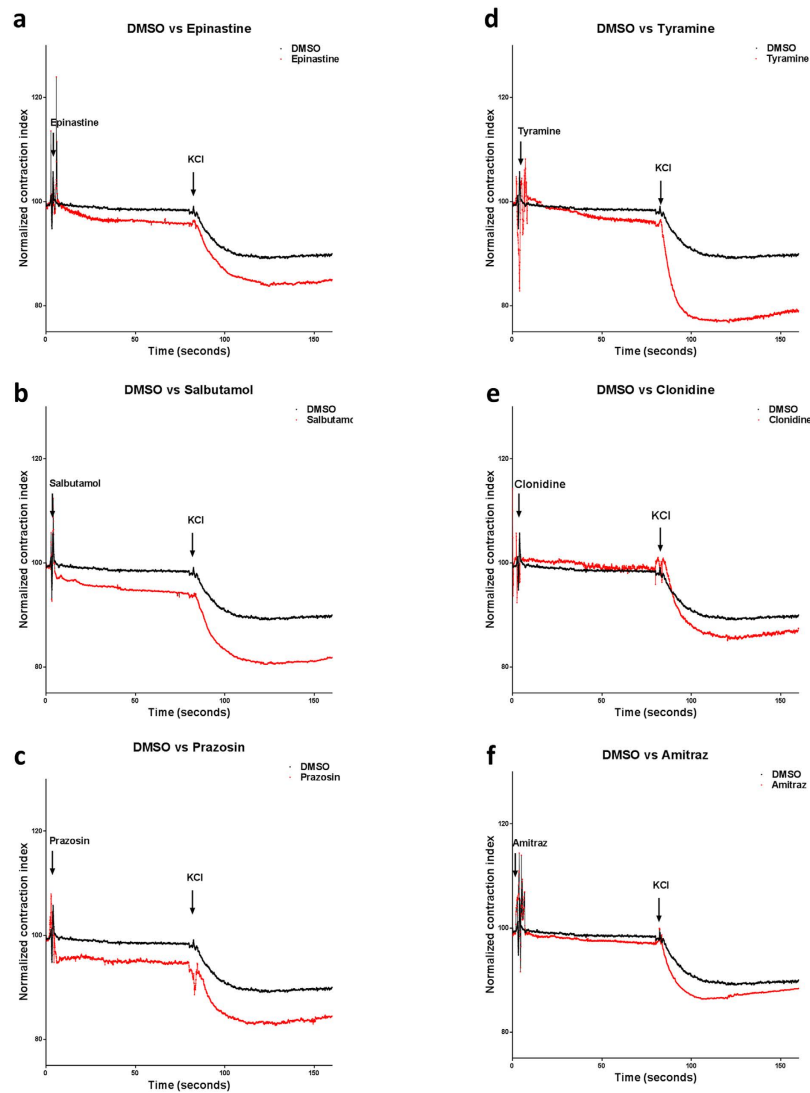 a
DMSO vs Epinastine
DMSO
Epinastine
Normalized contraction index
120
100
80
Epinastine
KCl
0
50
100
150
Time (seconds)
b
DMSO vs Salbutamol
DMSO
Salbutamo
Normalized contraction index
120
100
80
Salbutamol
KCl
0
50
100
150
Time (seconds)
c
DMSO vs Prazosin
DMSO
Prazosin
Normalized contraction index
120
100
80
Prazosin
KCl
0
50
100
150
Time (seconds)
d
DMSO vs Tyramine
DMSO
Tyramine
Normalized contraction index
120
100
80
Tyramine
KCl
0
50
100
150
Time (seconds)
e
DMSO vs Clonidine
DMSO
Clonidine
Normalized contraction index
120
100
80
Clonidine
KCl
0
50
100
150
Time (seconds)
f
DMSO vs Amitraz
DMSO
Amitraz
Normalized contraction index
120
100
80
Amitraz
KCl
0
50
100
150
Time (seconds)